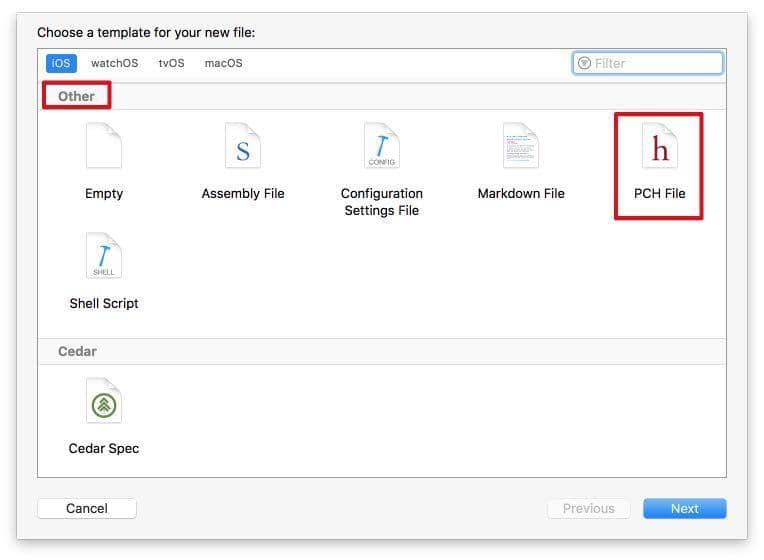 Choose a template for your new file:
iOS watchOS tvOS macOS Filter
Other
S CONFIG h
Empty Assembly File Configuration Settings File Markdown File PCH File
SHELL
Shell Script
Cedar
Cedar Spec
Cancel Previous Next